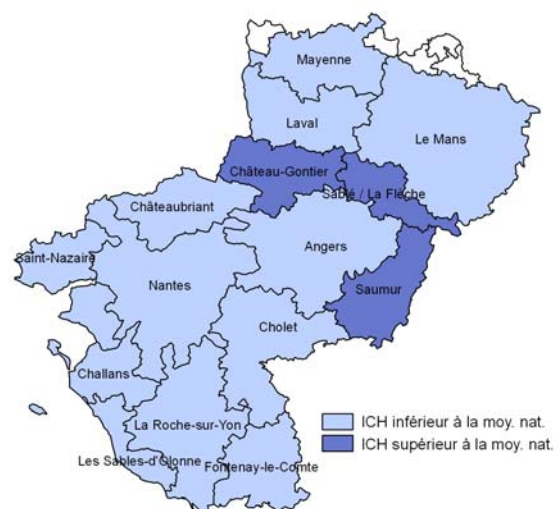 Mayenne
Laval
Le Mans
Château-Gontier
Sablé / La Flèche
Châteaubriant
Angers
Saint-Nazaire
Nantes
Saumur
Cholet
Challans
La Roche-sur-Yon
Les Sables-d'Olonne
Fontenay-le-Comte
ICH inférieur à la moy. nat.
ICH supérieur à la moy. nat.